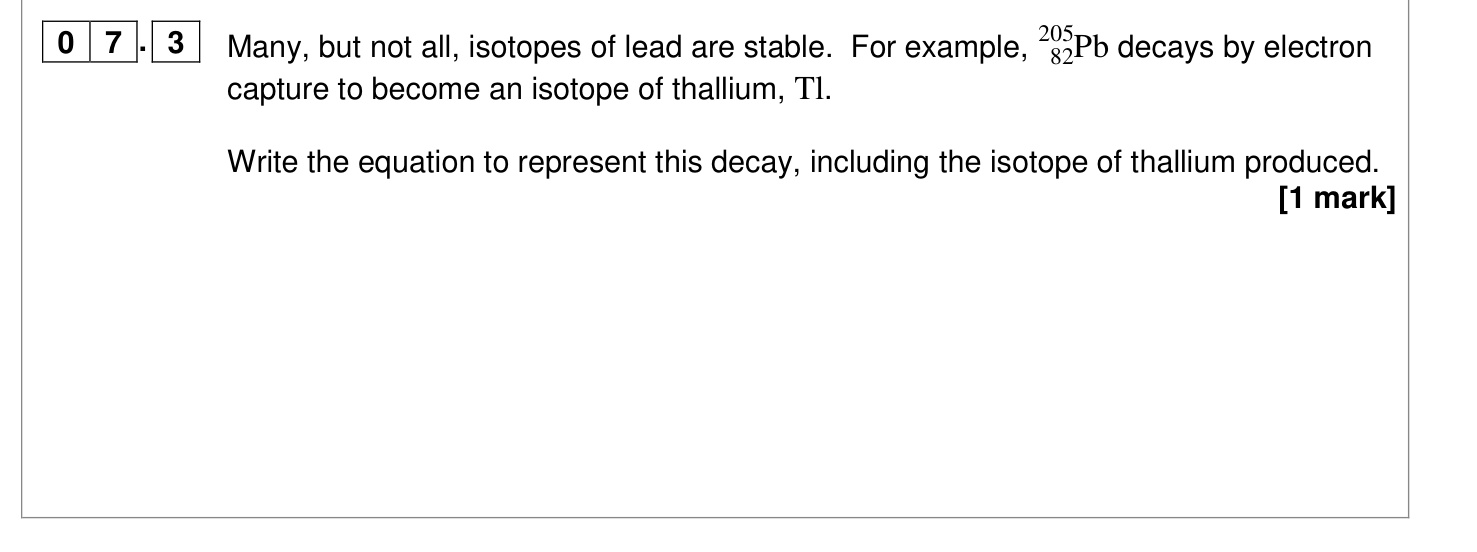 0 7 . 3 Many, but not all, isotopes of lead are stable. For example, ²⁰⁵₈₂Pb decays by electron
capture to become an isotope of thallium, Tl.
Write the equation to represent this decay, including the isotope of thallium produced.
[1 mark]